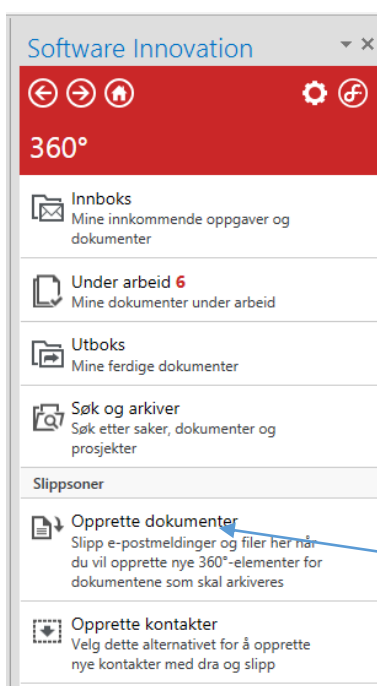 Software Innovation
360°
Innboks
Mine innkommende oppgaver og
dokumenter
Under arbeid 6
Mine dokumenter under arbeid
Utboks
Mine ferdige dokumenter
Søk og arkiver
Søk etter saker, dokumenter og
prosjekter
Slippsoner
Opprette dokumenter
Slipp e-postmeldinger og filer her når
du vil opprette nye 360°-elementer for
dokumentene som skal arkiveres
Opprette kontakter
Velg dette alternativet for å opprette
nye kontakter med dra og slipp